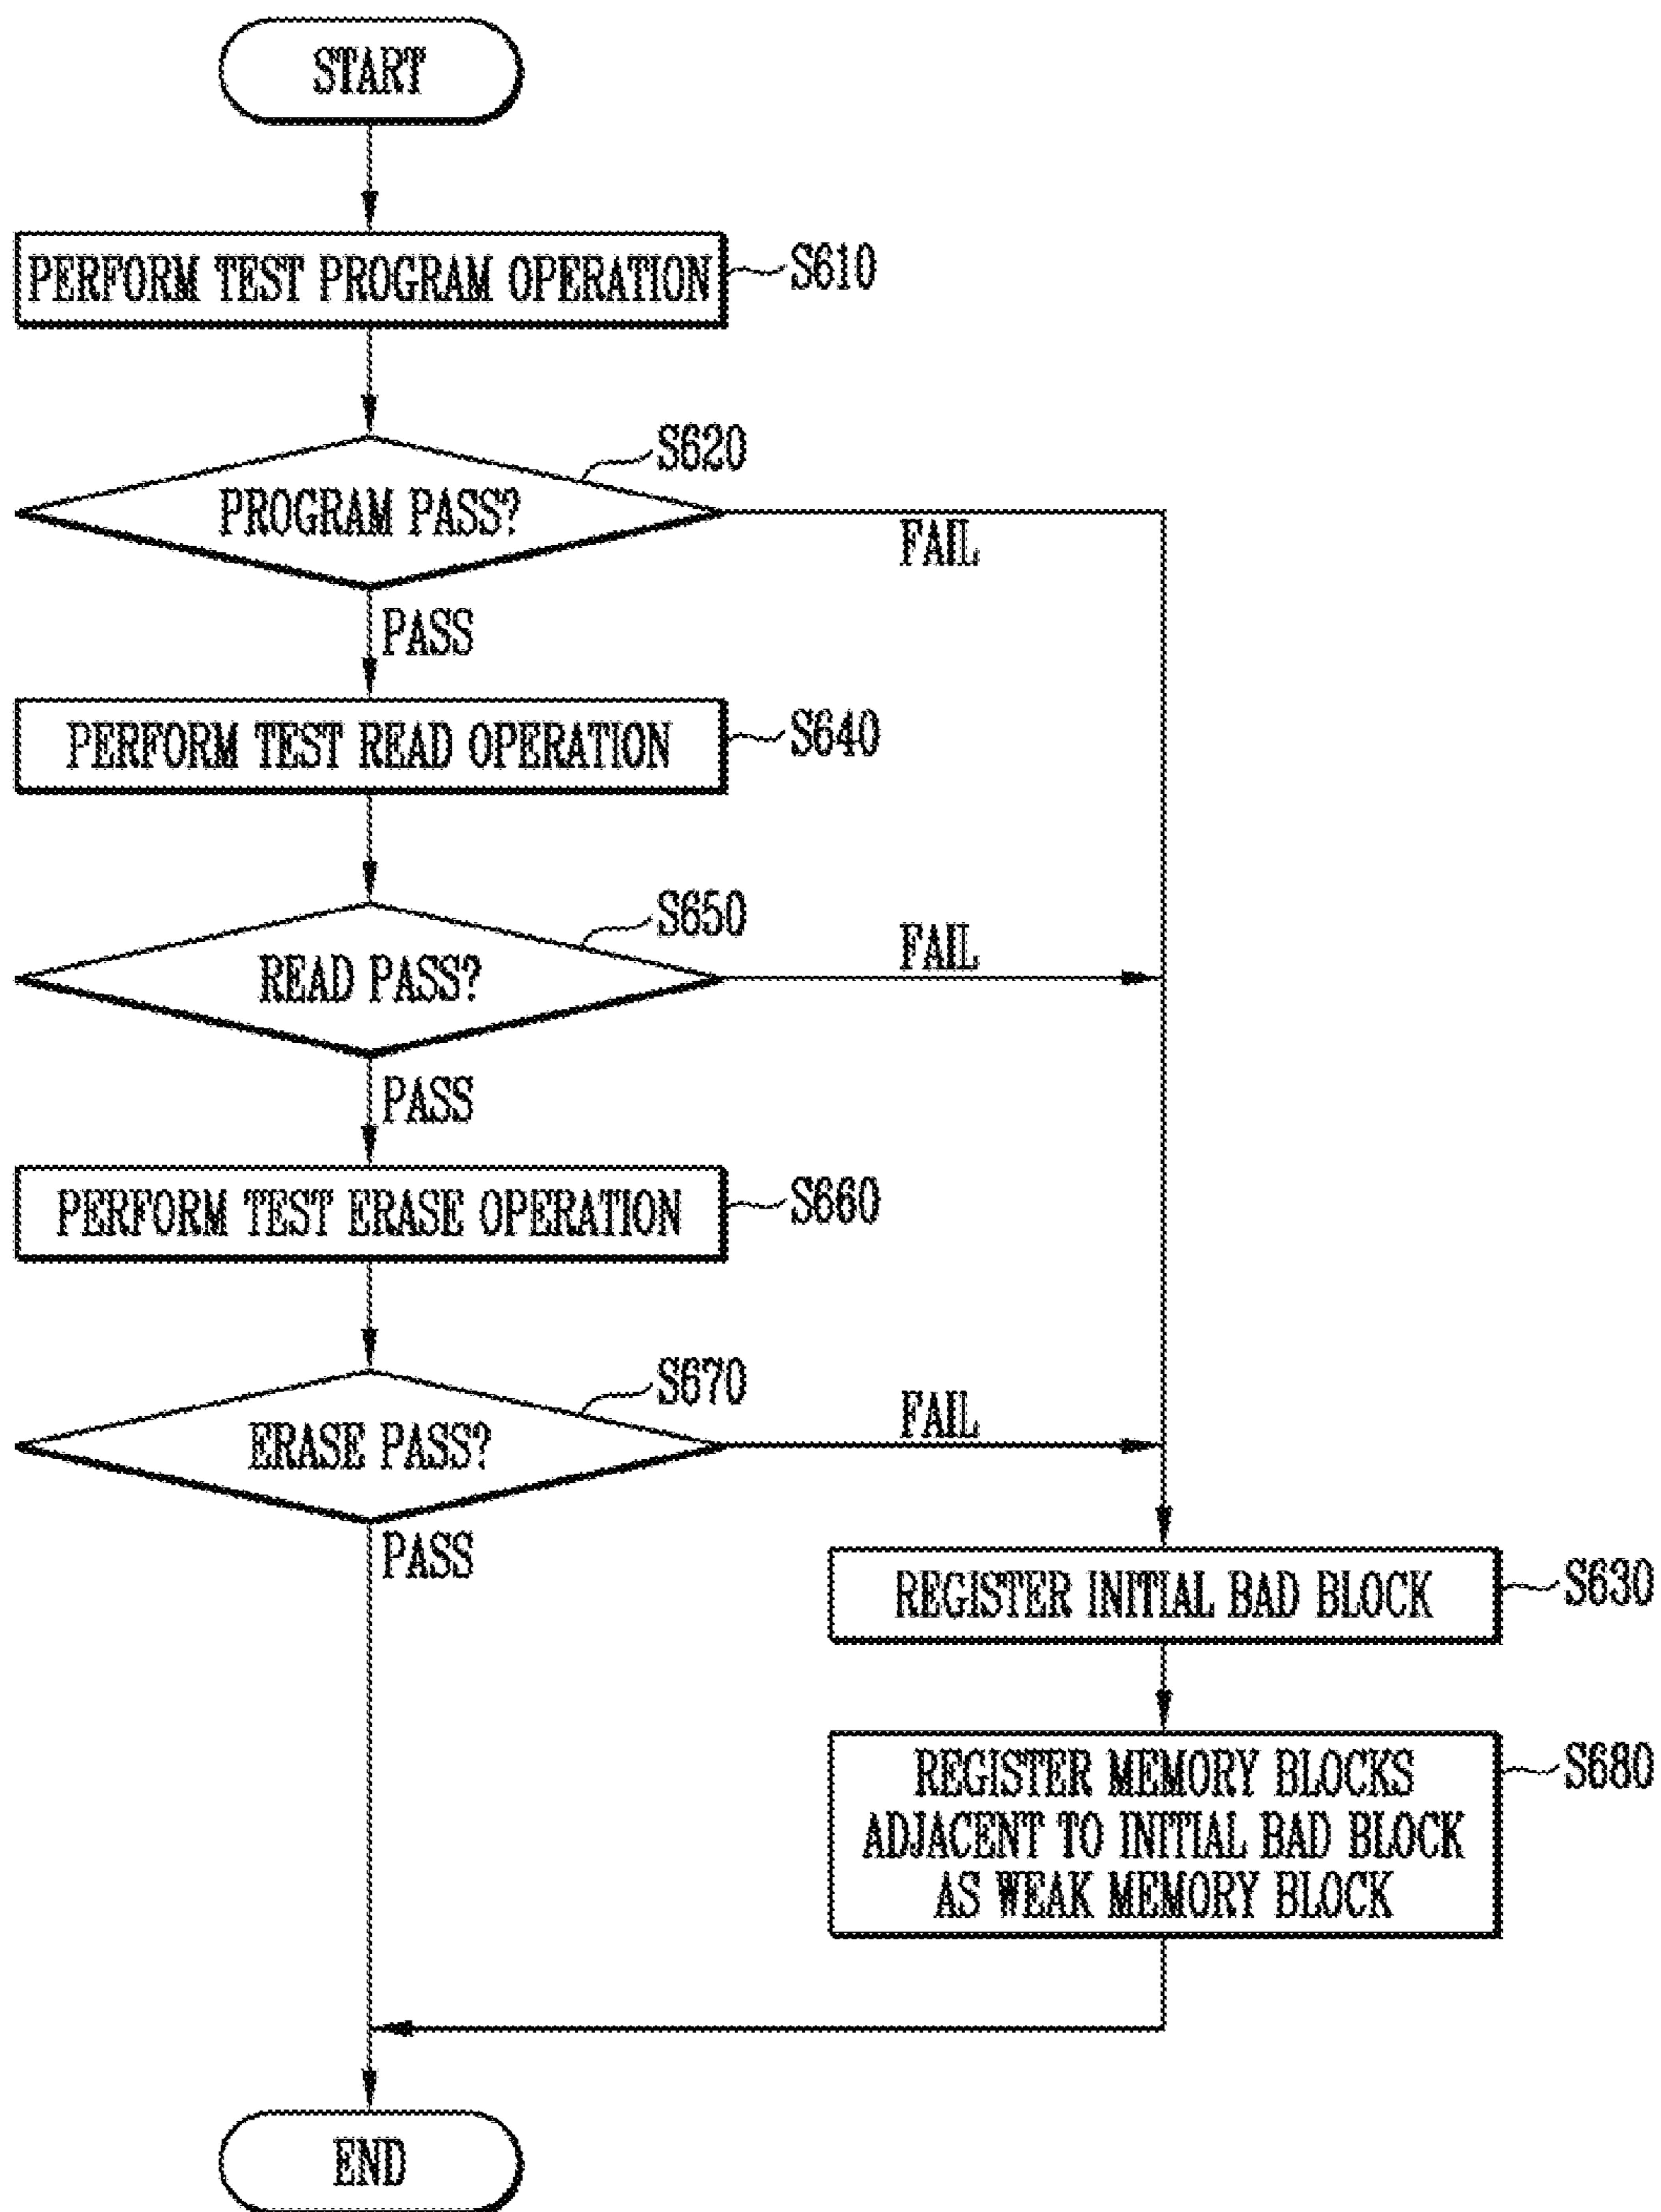 START
PERFORM TEST PROGRAM OPERATION
S610
S620
PROGRAM PASS?
FAIL
PASS
PERFORM TEST READ OPERATION
S640
S650
READ PASS?
FAIL
PASS
PERFORM TEST ERASE OPERATION
S660
S670
ERASE PASS?
FAIL
PASS
REGISTER INITIAL BAD BLOCK
S630
REGISTER MEMORY BLOCKS
ADJACENT TO INITIAL BAD BLOCK
AS WEAK MEMORY BLOCK
S680
END